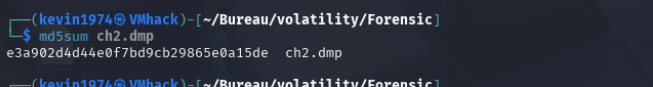 ┌──(kevin1974㉿VMhack)-[~/Bureau/volatility/Forensic]
└─$ md5sum ch2.dmp
e3a902d4d44e0f7bd9cb29865e0a15de  ch2.dmp
┌──(kevin1974㉿VMhack)-[~/Bureau/volatility/Forensic]